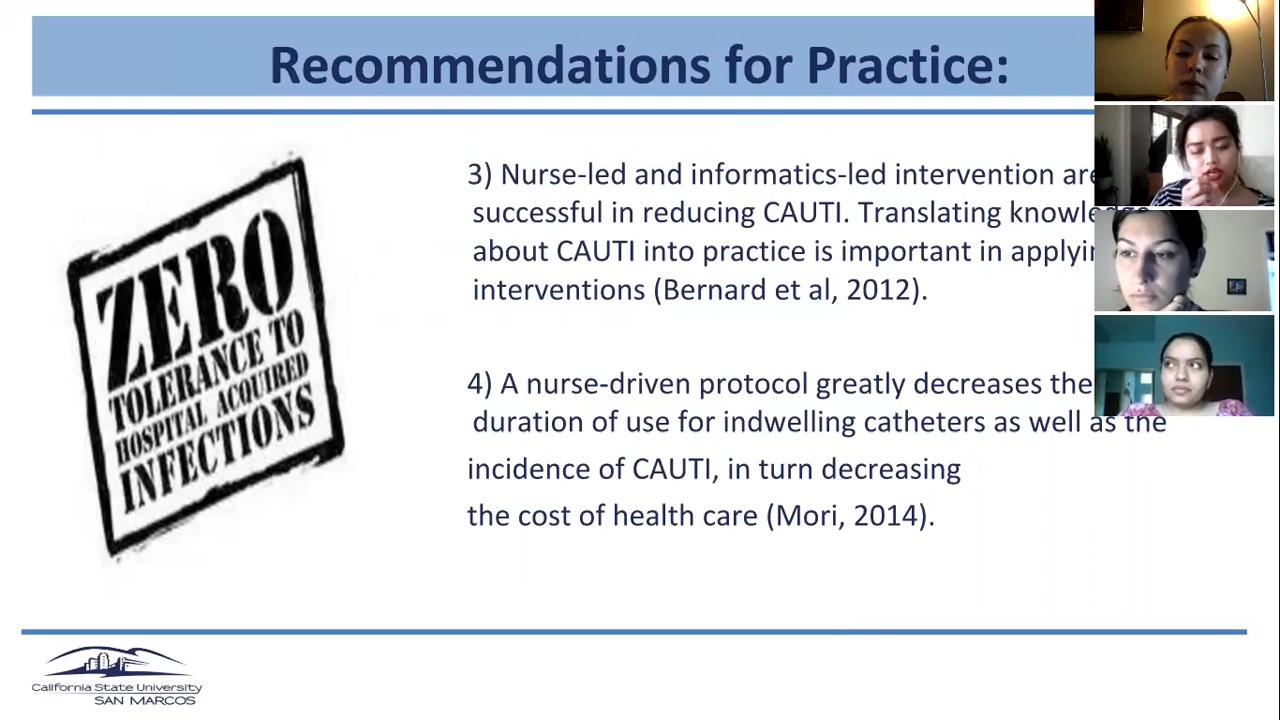 Recommendations for Practice:
ZERO
TOLERANCE TO
HOSPITAL ACQUIRED
INFECTIONS
3) Nurse-led and informatics-led intervention are
successful in reducing CAUTI. Translating
about CAUTI into practice is important in
interventions (Bernard et al, 2012).
4) A nurse-driven protocol greatly decreases the
duration of use for indwelling catheters as well as the
incidence of CAUTI, in turn decreasing
the cost of health care (Mori, 2014).
California State University
SAN MARCOS